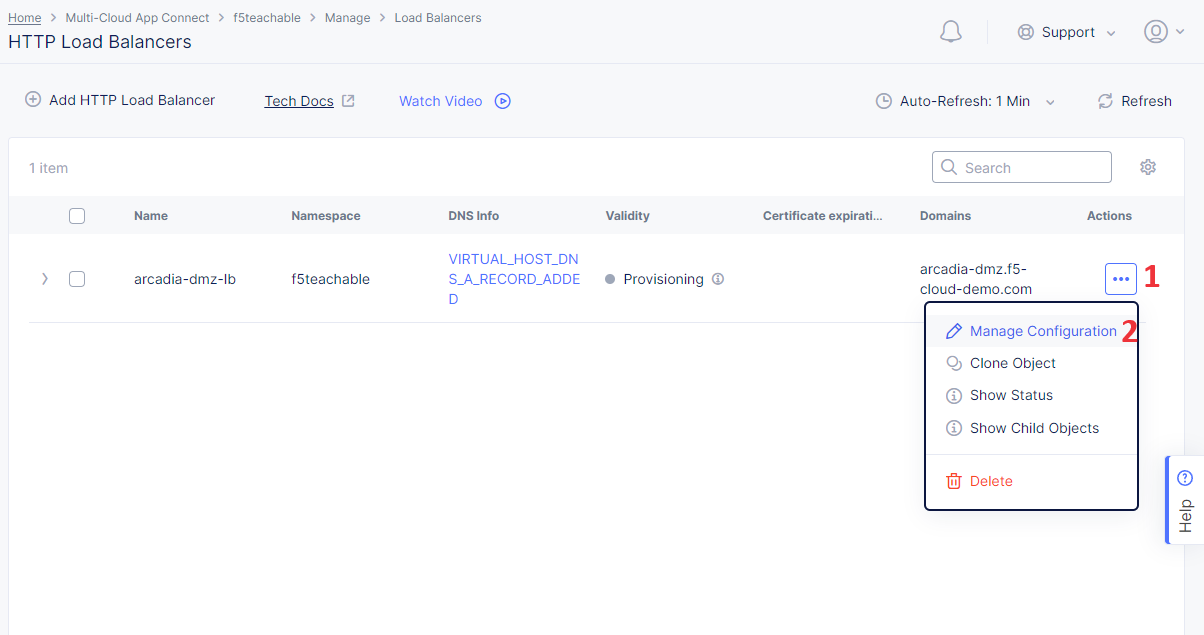 Home > Multi-Cloud App Connect > f5teachable > Manage > Load Balancers
HTTP Load Balancers
Support
Add HTTP Load Balancer Tech Docs Watch Video Auto-Refresh: 1 Min Refresh
1 item Search
Name Namespace DNS Info Validity Certificate expirati... Domains Actions
arcadia-dmz-lb f5teachable VIRTUAL_HOST_DN
S_A_RECORD_ADDE
D
Provisioning
arcadia-dmz.f5-
cloud-demo.com
1
Manage Configuration 2
Clone Object
Show Status
Show Child Objects
Delete
Help